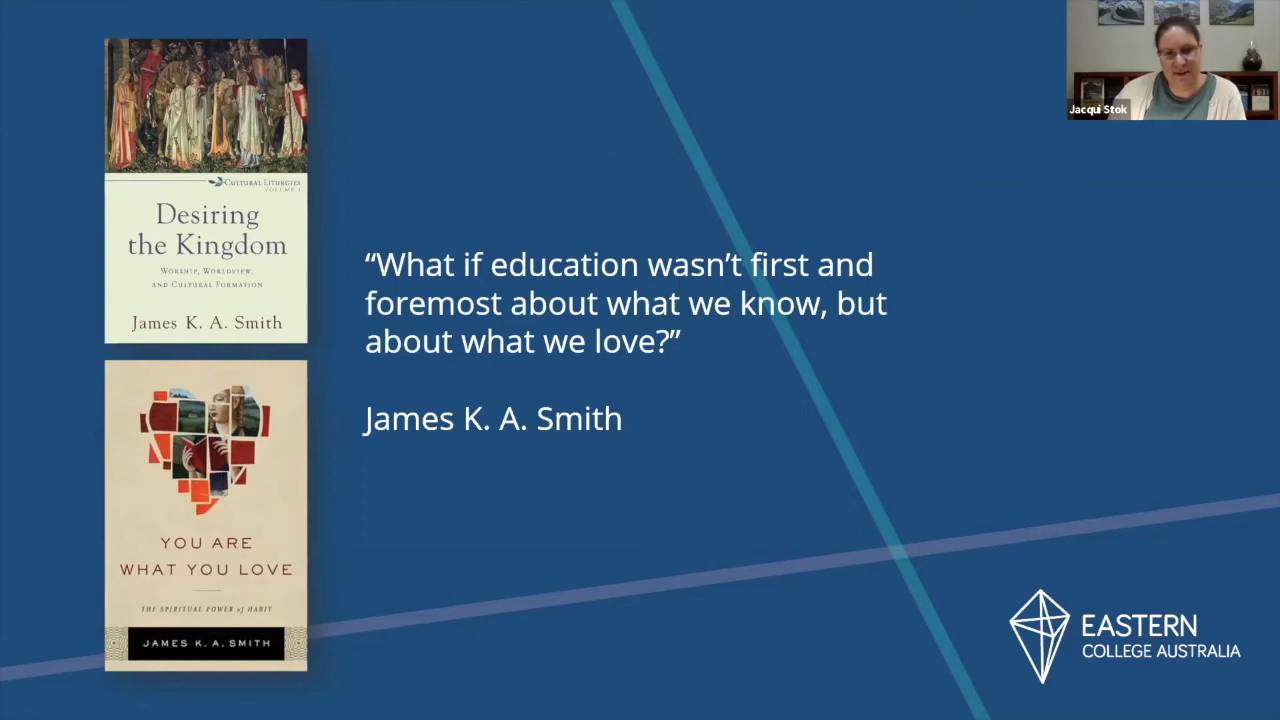 Jacqui Stok
CULTURAL LITURGIES
VOLUME 1
Desiring
the Kingdom
WORSHIP, WORLDVIEW,
AND CULTURAL FORMATION
James K. A. Smith
“What if education wasn’t first and
foremost about what we know, but
about what we love?”
James K. A. Smith
YOU ARE
WHAT YOU LOVE
THE SPIRITUAL POWER of HABIT
JAMES K. A. SMITH
EASTERN
COLLEGE AUSTRALIA